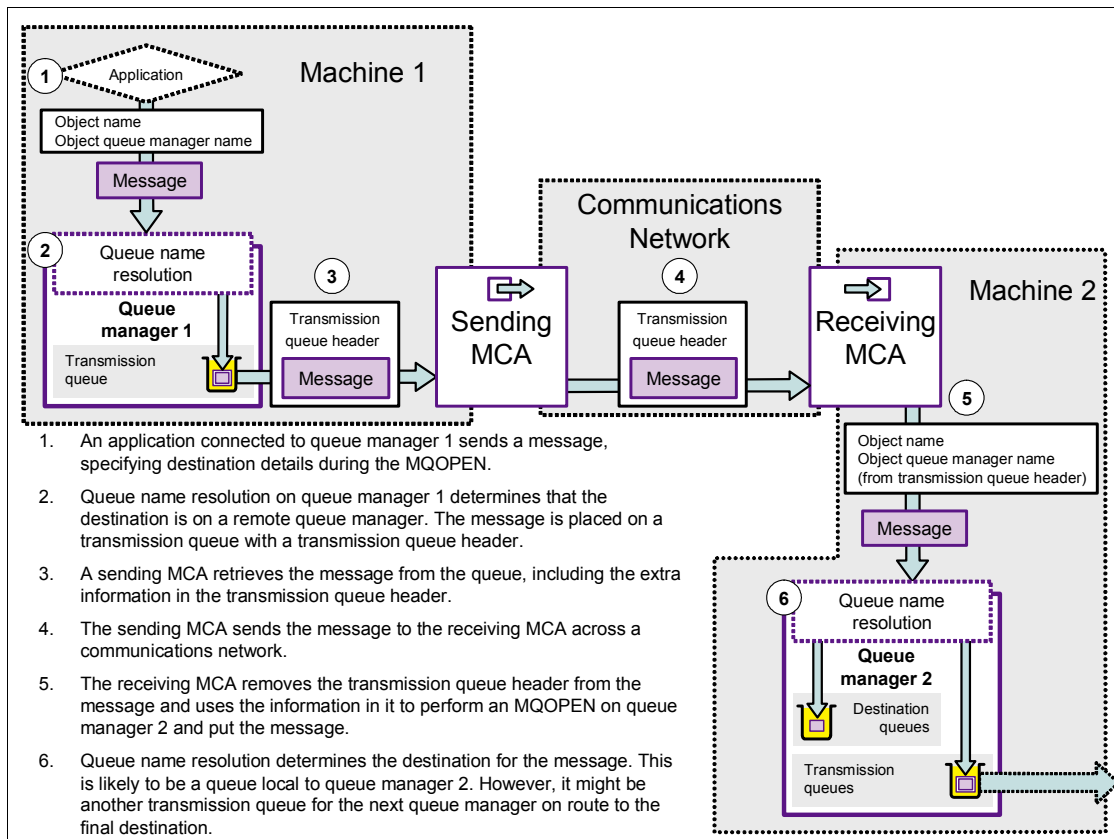 Machine 1
1
Application
Object name
Object queue manager name
Message
2
Queue name
resolution
Queue
manager 1
Transmission
queue
3
Transmission
queue header
Message
Sending
MCA
Communications
Network
4
Transmission
queue header
Message
Receiving
MCA
Machine 2
5
Object name
Object queue manager name
(from transmission queue header)
Message
6
Queue name
resolution
Queue
manager 2
Destination
queues
Transmission
queues
1. An application connected to queue manager 1 sends a message,
specifying destination details during the MQOPEN.
2. Queue name resolution on queue manager 1 determines that the
destination is on a remote queue manager. The message is placed on a
transmission queue with a transmission queue header.
3. A sending MCA retrieves the message from the queue, including the extra
information in the transmission queue header.
4. The sending MCA sends the message to the receiving MCA across a
communications network.
5. The receiving MCA removes the transmission queue header from the
message and uses the information in it to perform an MQOPEN on queue
manager 2 and put the message.
6. Queue name resolution determines the destination for the message. This
is likely to be a queue local to queue manager 2. However, it might be
another transmission queue for the next queue manager on route to the
final destination.